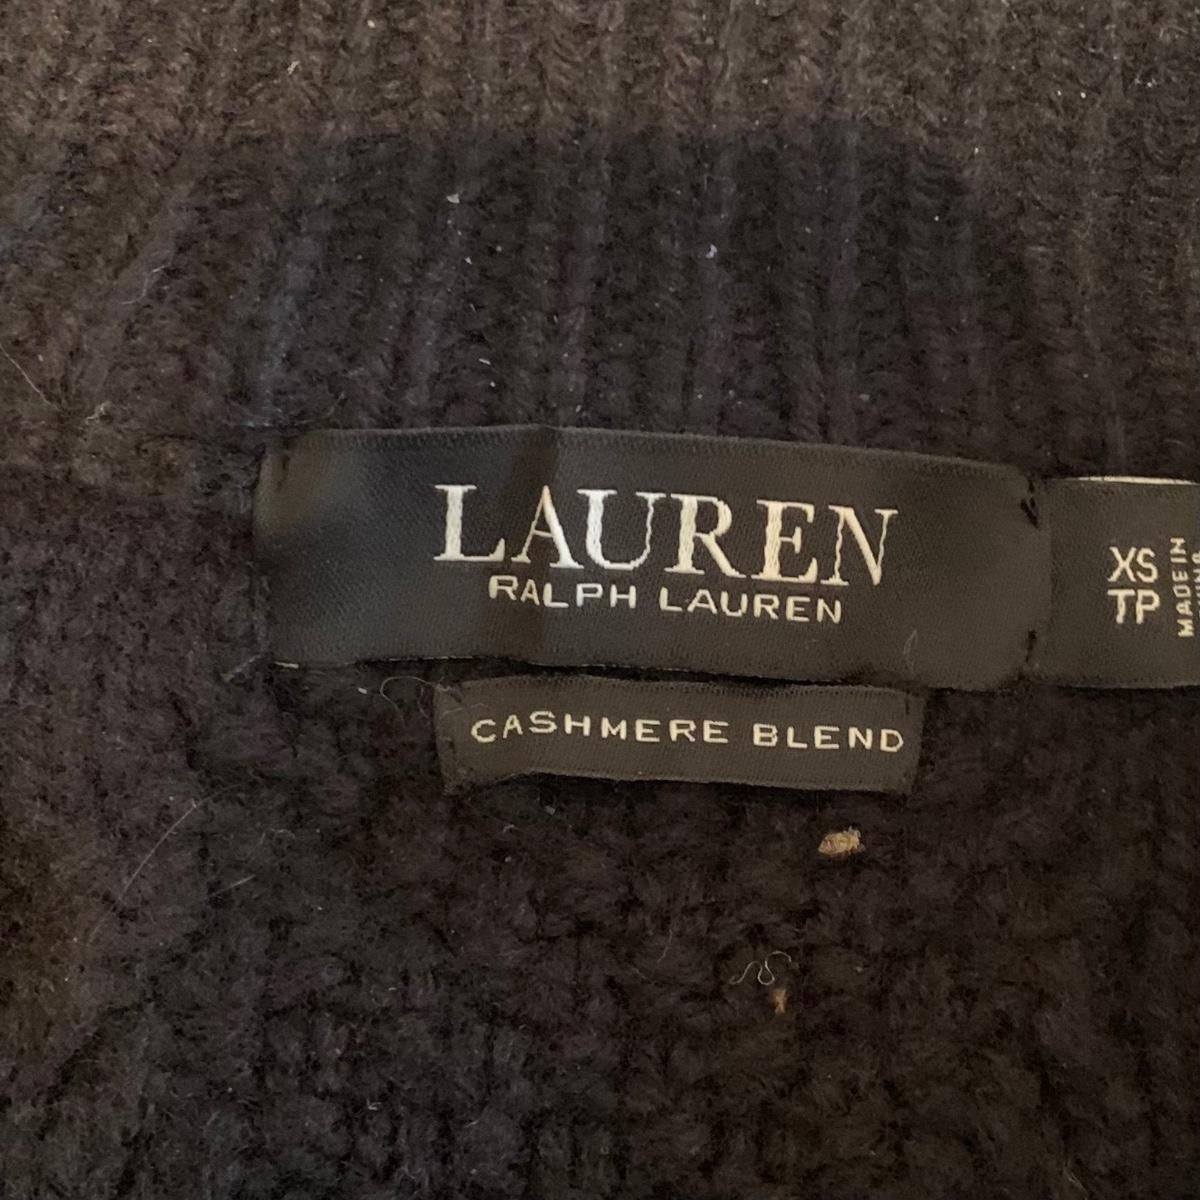 LAUREN
RALPH LAUREN
CASHMERE BLEND
XS
TP
MADE IN